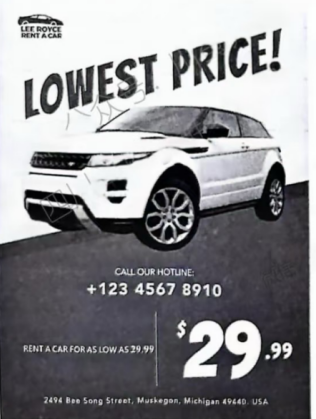 LEE ROYCE
RENT A CAR
LOWEST PRICE!
CALL OUR HOTLINE:
+123 4567 8910
RENT A CAR FOR AS LOW AS 29.99
$29.99
2494 Bee Song Street, Muskegon, Michigan 49440. USA